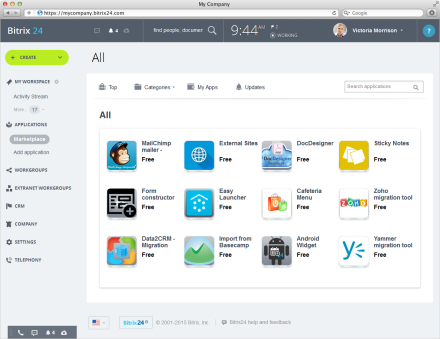 My Company
https://mycompany.bitrix24.com
Google
Bitrix 24
4
find people, documer
9:44 AM
2
WORKING
Victoria Morrison
?
+ CREATE
All
MY WORKSPACE
Activity Stream
More...
17
APPLICATIONS
Marketplace
Add application
WORKGROUPS
EXTRANET WORKGROUPS
CRM
COMPANY
SETTINGS
TELEPHONY
Top
Categories
My Apps
Updates
Search applications
All
MailChimp mailer -
Free
External Sites
Free
DocDesigner
Free
Sticky Notes
Free
Form constructor
Free
Easy Launcher
Free
Cafeteria Menu
Free
Zoho migration tool
Free
Data2CRM - Migration
Free
Import from Basecamp
Free
Android Widget
Free
Yammer migration tool
Free
4
Bitrix24
© 2001-2015 Bitrix, Inc.
Bitrix24 help and feedback